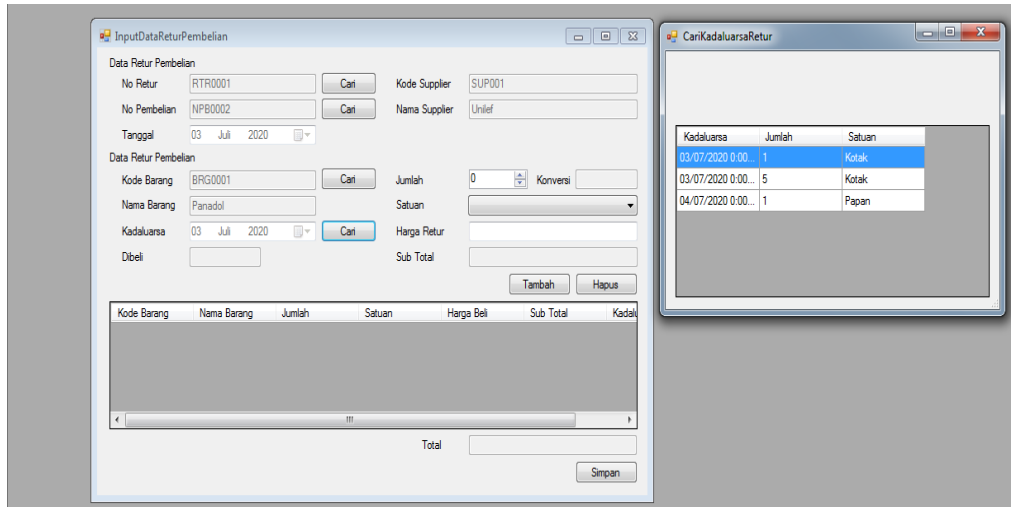 InputDataReturPembelian
Data Retur Pembelian
No Retur RTR0001 Cari Kode Supplier SUP001
No Pembelian NPB0002 Cari Nama Supplier Unilef
Tanggal 03 Juli 2020
Data Retur Pembelian
Kode Barang BRG0001 Cari Jumlah 0 Konversi
Nama Barang Panadol Satuan
Kadaluarsa 03 Juli 2020 Cari Harga Retur
Dibeli Sub Total
Tambah Hapus
Kode Barang Nama Barang Jumlah Satuan Harga Beli Sub Total Kadalu
Total
Simpan
CariKadaluarsaRetur
Kadaluarsa Jumlah Satuan
03/07/2020 0:00... 1 Kotak
03/07/2020 0:00... 5 Kotak
04/07/2020 0:00... 1 Papan